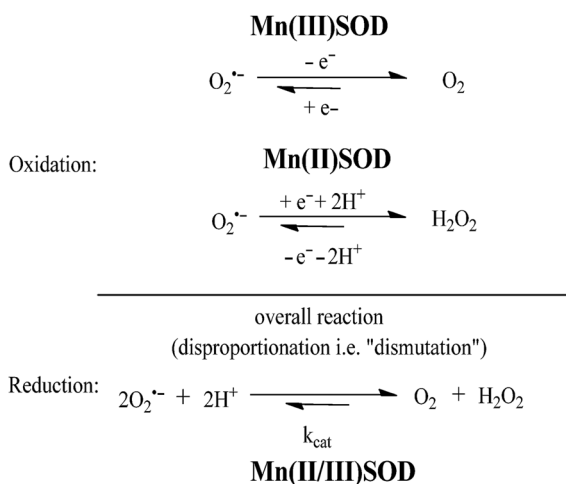 Mn(III)SOD
– e⁻
O₂•⁻ O₂
+ e-
Oxidation: Mn(II)SOD
+ e⁻ + 2H⁺
O₂•⁻ H₂O₂
– e⁻ – 2H⁺
overall reaction
(disproportionation i.e. "dismutation")
Reduction: 2O₂•⁻ + 2H⁺ O₂ + H₂O₂
kcat
Mn(II/III)SOD